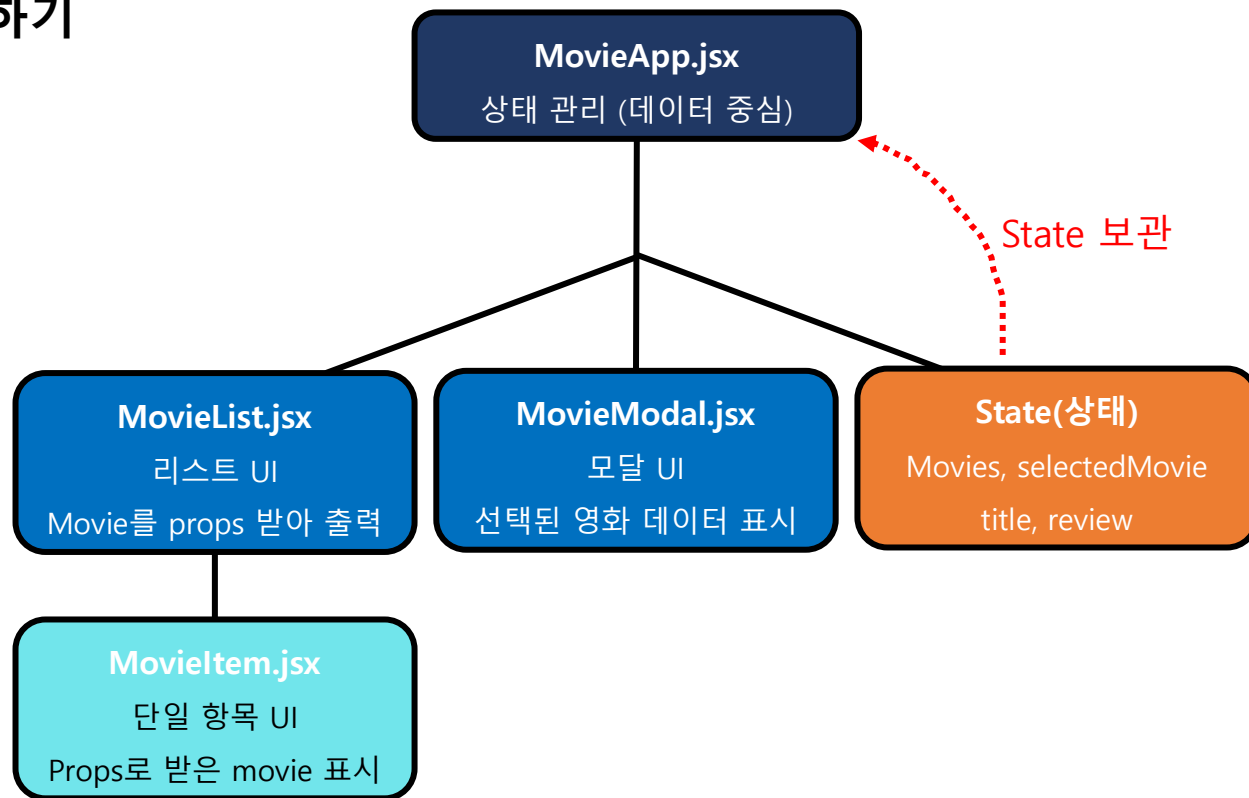 하기
MovieApp.jsx
상태 관리 (데이터 중심)
State 보관
MovieList.jsx
리스트 UI
Movie를 props 받아 출력
MovieModal.jsx
모달 UI
선택된 영화 데이터 표시
State(상태)
Movies, selectedMovie
title, review
MovieItem.jsx
단일 항목 UI
Props로 받은 movie 표시